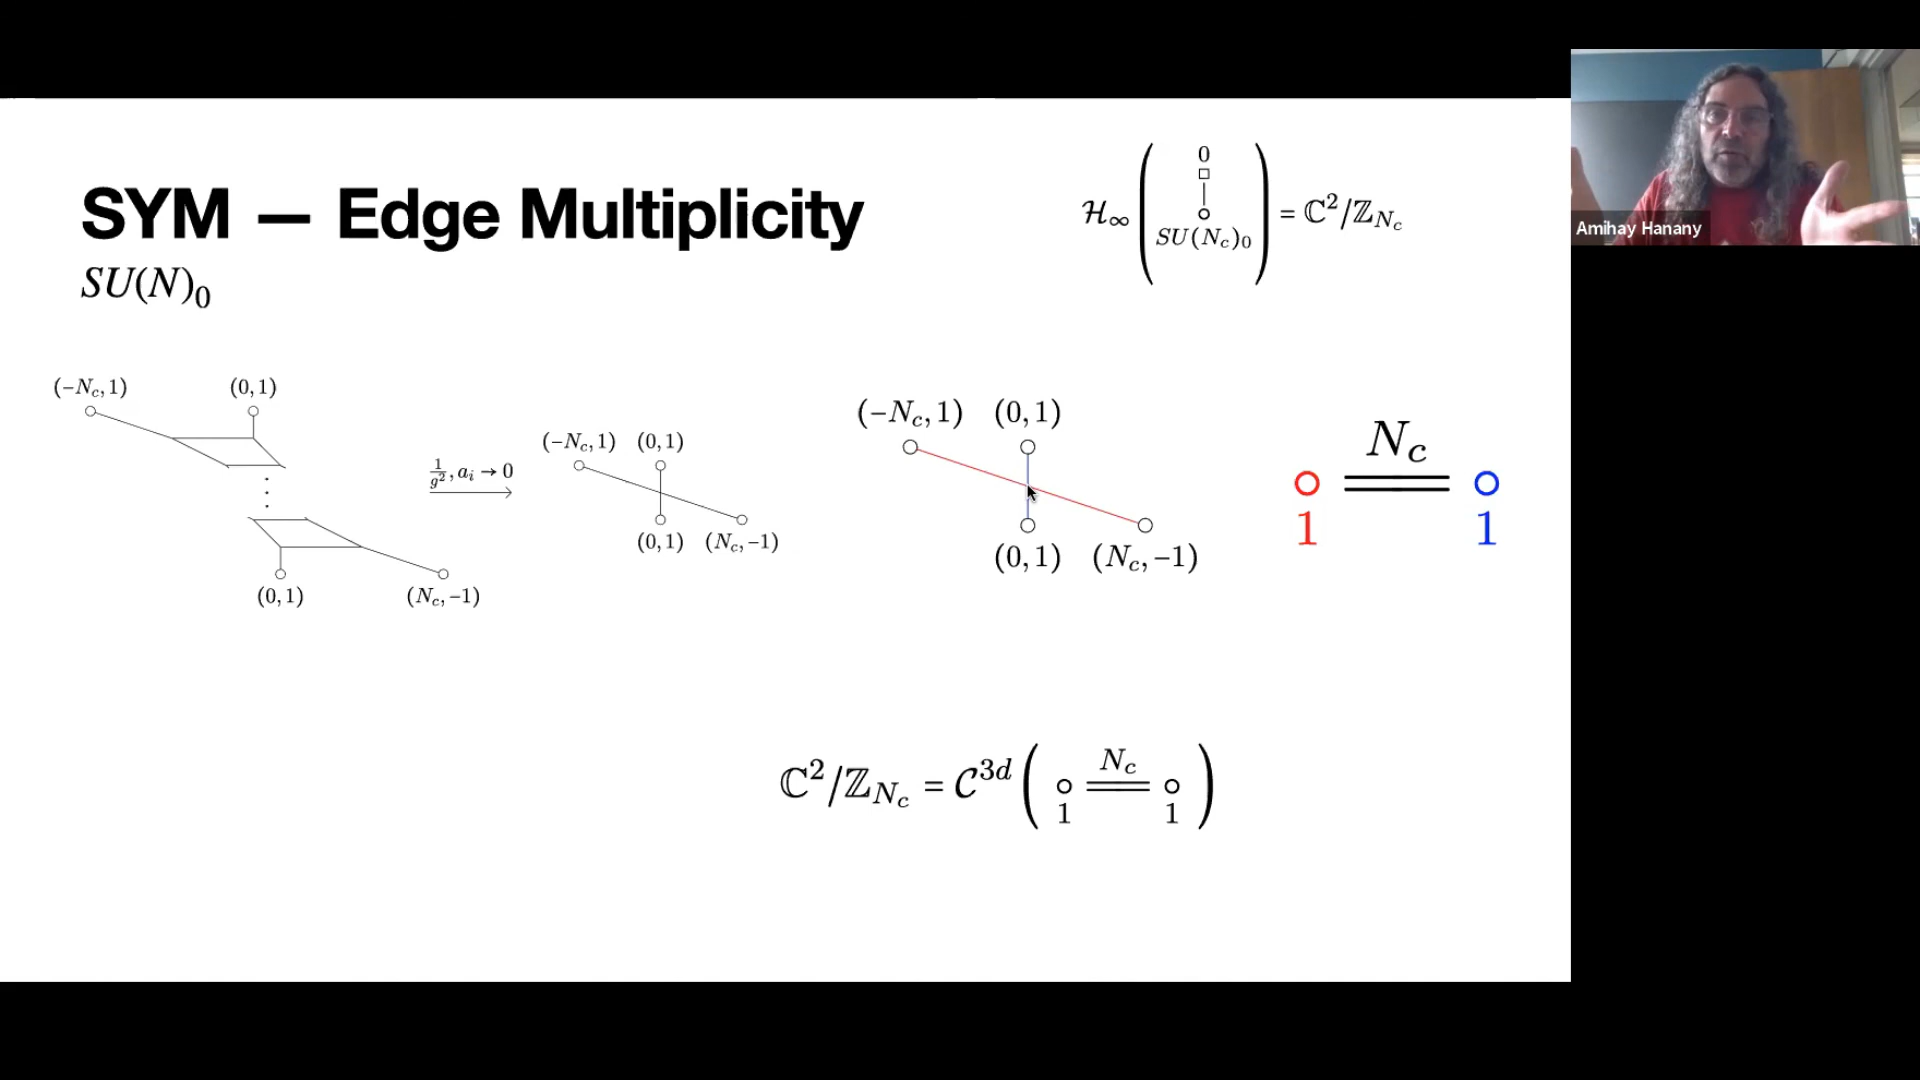 SYM — Edge Multiplicity
SU(N)₀
ℋ∞ ( 0 SU(N_c)₀ ) = ℂ²/ℤ_{N_c}
Amihay Hanany
(−N_c, 1) (0, 1)
1/g², a_i → 0
(0, 1) (N_c, −1)
(−N_c, 1) (0, 1)
(0, 1) (N_c, −1)
(−N_c, 1) (0, 1)
(0, 1) (N_c, −1)
N_c
1 1
ℂ²/ℤ_{N_c} = 𝒞^{3d} ( 1 N_c 1 )